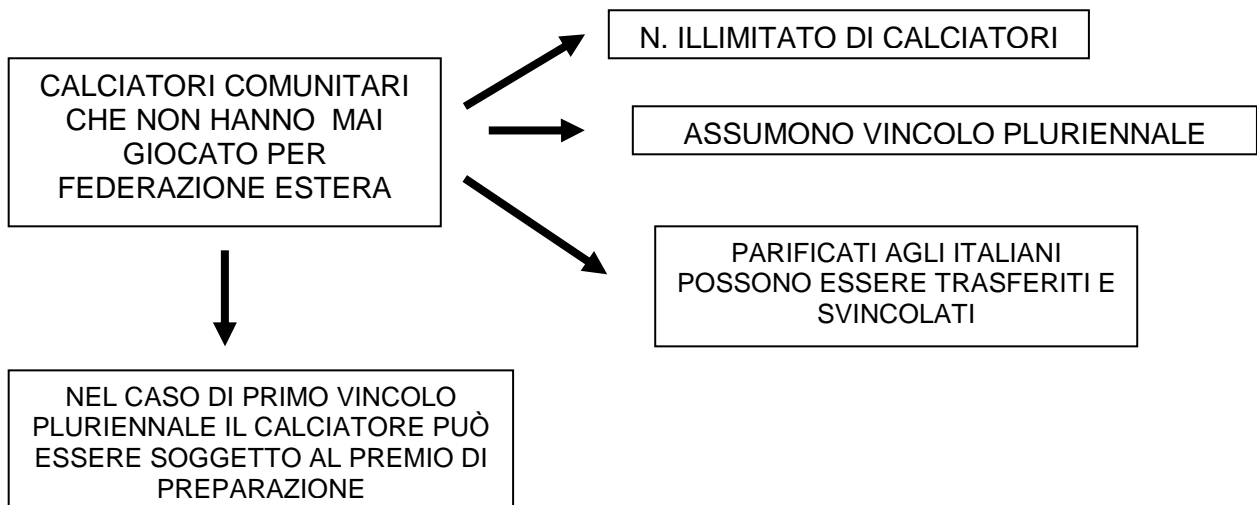 N. ILLIMITATO DI CALCIATORI
CALCIATORI COMUNITARI
CHE NON HANNO MAI
GIOCATO PER
FEDERAZIONE ESTERA
ASSUMONO VINCOLO PLURIENNALE
PARIFICATI AGLI ITALIANI
POSSONO ESSERE TRASFERITI E
SVINCOLATI
NEL CASO DI PRIMO VINCOLO
PLURIENNALE IL CALCIATORE PUÒ
ESSERE SOGGETTO AL PREMIO DI
PREPARAZIONE